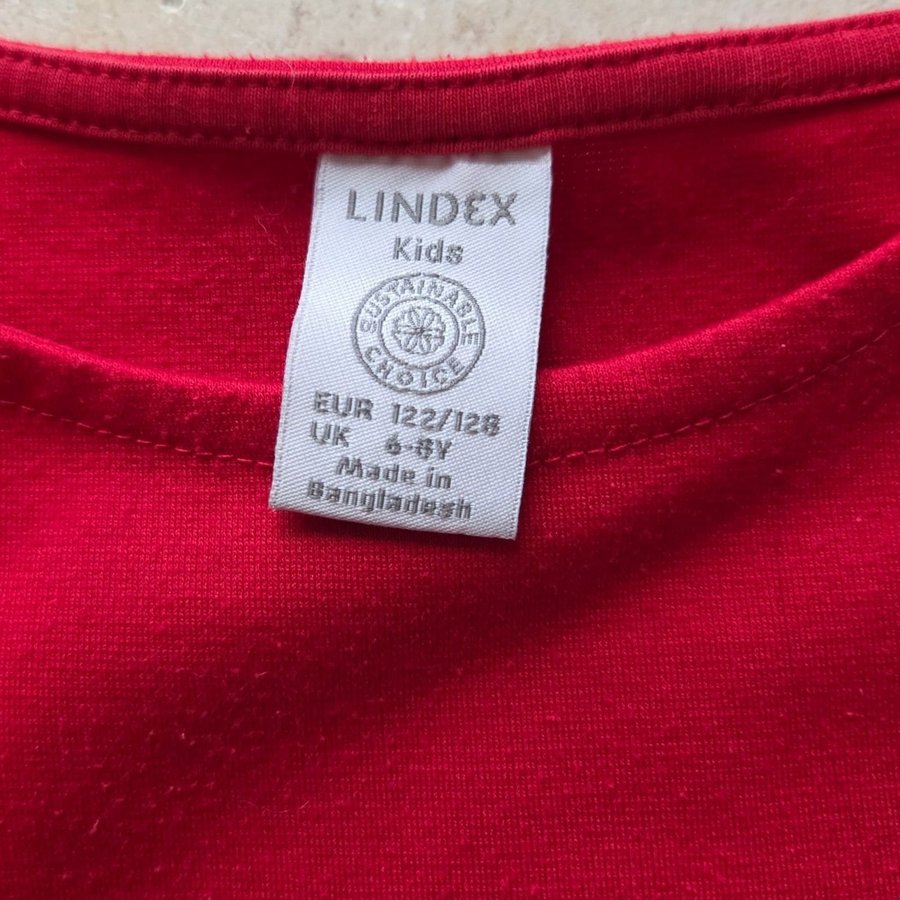 LINDEX
Kids
SUSTAINABLE
CHOICE
EUR 122/128
UK 6-8Y
Made in
Bangladesh